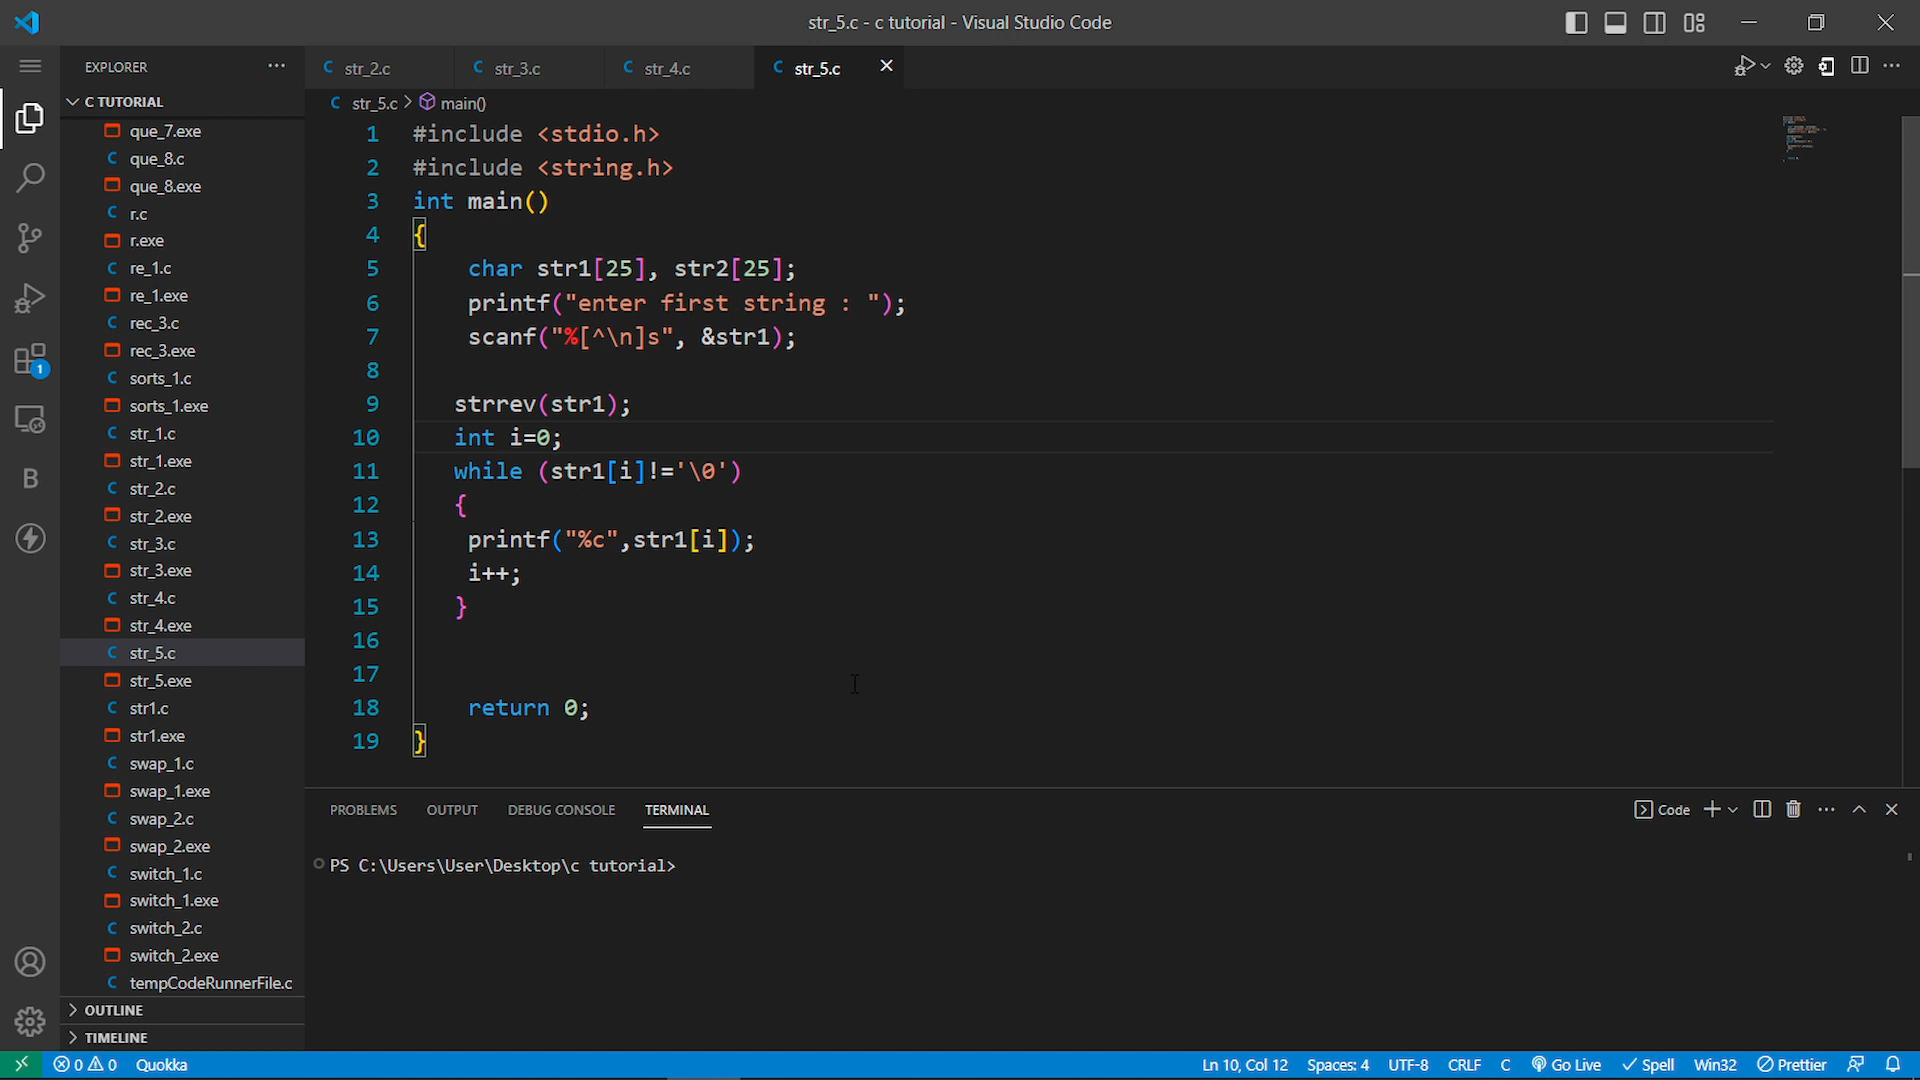 str_5.c - c tutorial - Visual Studio Code
EXPLORER
C TUTORIAL
que_7.exe
que_8.c
que_8.exe
r.c
r.exe
re_1.c
re_1.exe
rec_3.c
rec_3.exe
sorts_1.c
sorts_1.exe
str_1.c
str_1.exe
str_2.c
str_2.exe
str_3.c
str_3.exe
str_4.c
str_4.exe
str_5.c
str_5.exe
str1.c
str1.exe
swap_1.c
swap_1.exe
swap_2.c
swap_2.exe
switch_1.c
switch_1.exe
switch_2.c
switch_2.exe
tempCodeRunnerFile.c
OUTLINE
TIMELINE
B
1
C str_2.c C str_3.c C str_4.c C str_5.c
C str_5.c > main()
1 #include <stdio.h>
2 #include <string.h>
3 int main()
4 {
5 char str1[25], str2[25];
6 printf("enter first string : ");
7 scanf("%[^\n]s", &str1);
8
9 strrev(str1);
10 int i=0;
11 while (str1[i]!='\0')
12 {
13 printf("%c",str1[i]);
14 i++;
15 }
16
17
18 return 0;
19 }
PROBLEMS OUTPUT DEBUG CONSOLE TERMINAL Code
PS C:\Users\User\Desktop\c tutorial>
0 0 Quokka Ln 10, Col 12 Spaces: 4 UTF-8 CRLF C Go Live Spell Win32 Prettier